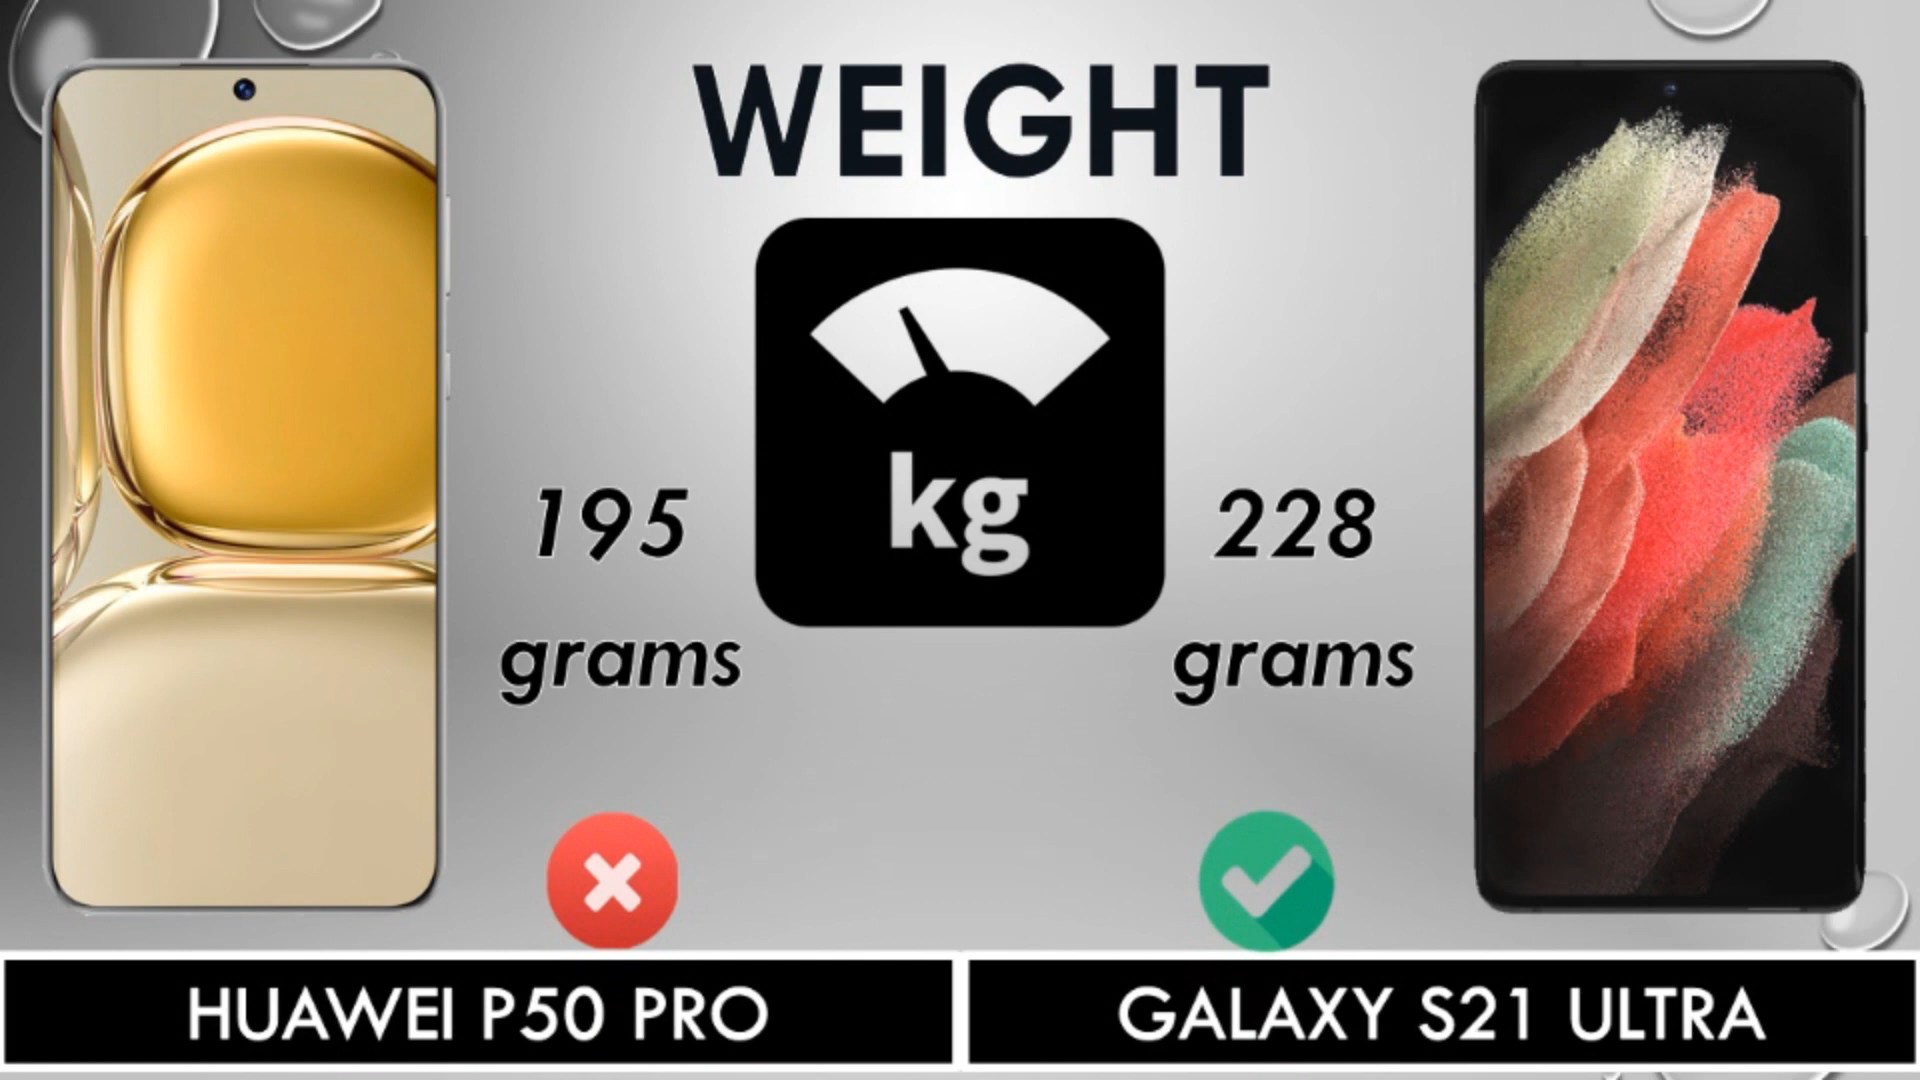 WEIGHT
kg
195
grams
228
grams
HUAWEI P50 PRO
GALAXY S21 ULTRA